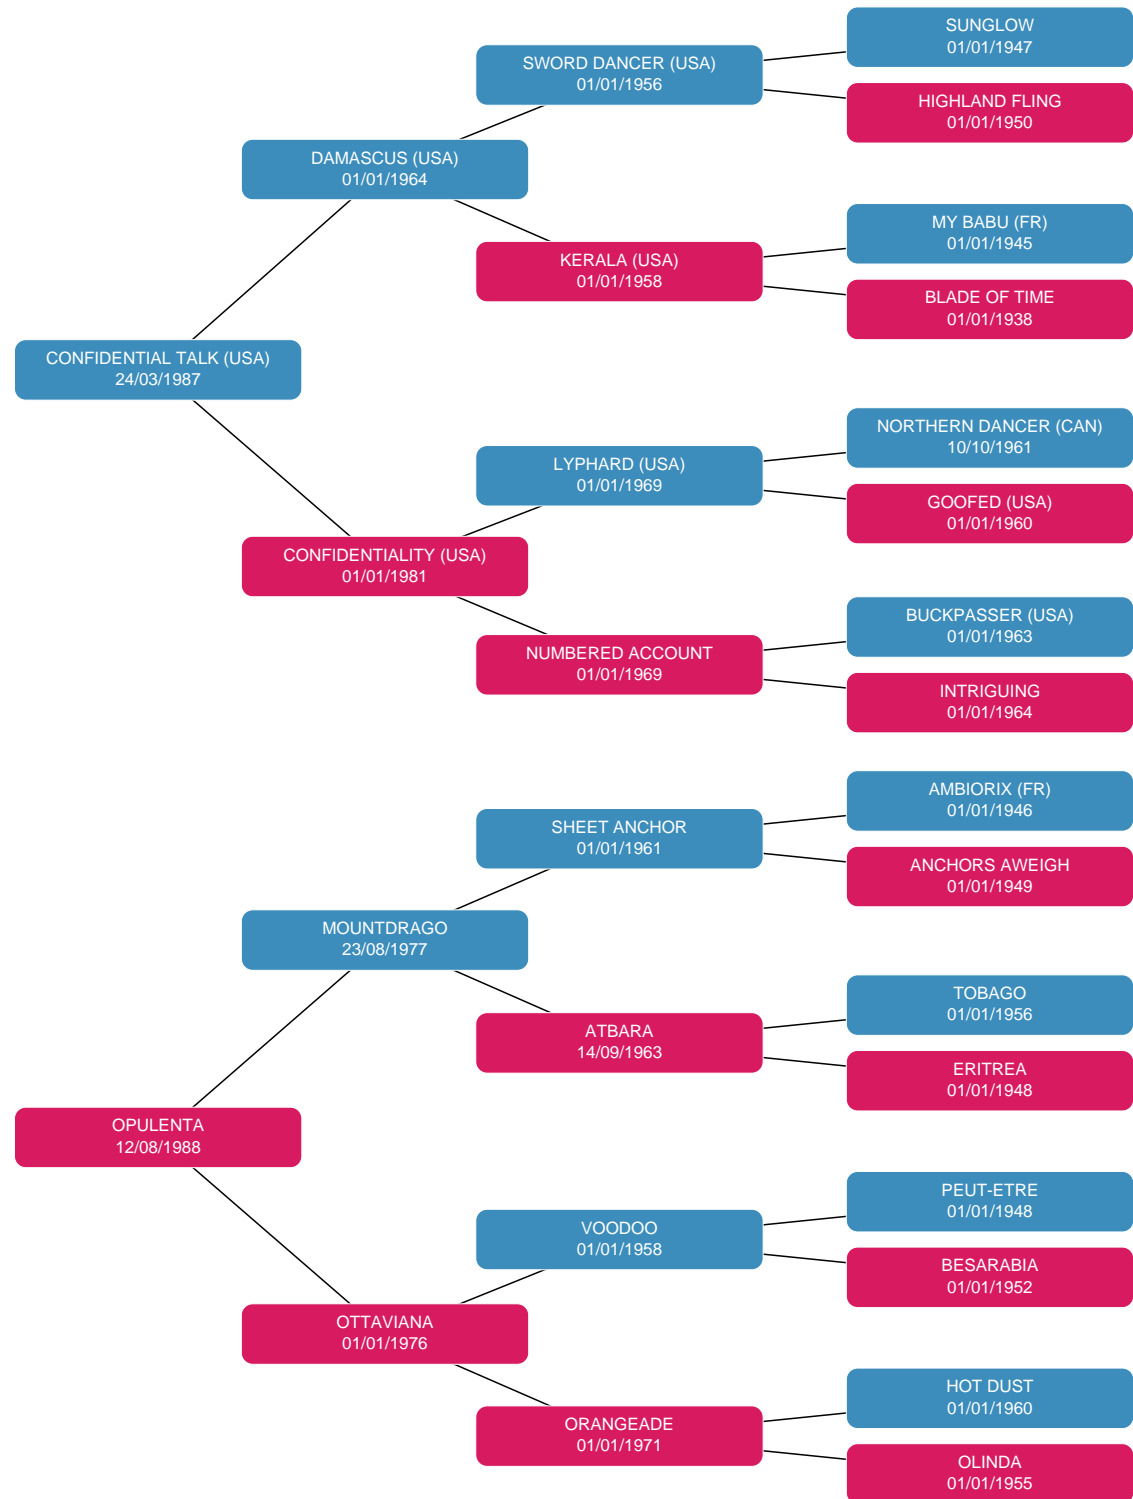 SUNGLOW
01/01/1947
SWORD DANCER (USA)
01/01/1956
HIGHLAND FLING
01/01/1950
DAMASCUS (USA)
01/01/1964
MY BABU (FR)
01/01/1945
KERALA (USA)
01/01/1958
BLADE OF TIME
01/01/1938
CONFIDENTIAL TALK (USA)
24/03/1987
NORTHERN DANCER (CAN)
10/10/1961
LYPHARD (USA)
01/01/1969
GOOFED (USA)
01/01/1960
CONFIDENTIALITY (USA)
01/01/1981
BUCKPASSER (USA)
01/01/1963
NUMBERED ACCOUNT
01/01/1969
INTRIGUING
01/01/1964
AMBIORIX (FR)
01/01/1946
SHEET ANCHOR
01/01/1961
ANCHORS AWEIGH
01/01/1949
MOUNTDRAGO
23/08/1977
TOBAGO
01/01/1956
ATBARA
14/09/1963
ERITREA
01/01/1948
OPULENTA
12/08/1988
PEUT-ETRE
01/01/1948
VOODOO
01/01/1958
BESARABIA
01/01/1952
OTTAVIANA
01/01/1976
HOT DUST
01/01/1960
ORANGEADE
01/01/1971
OLINDA
01/01/1955